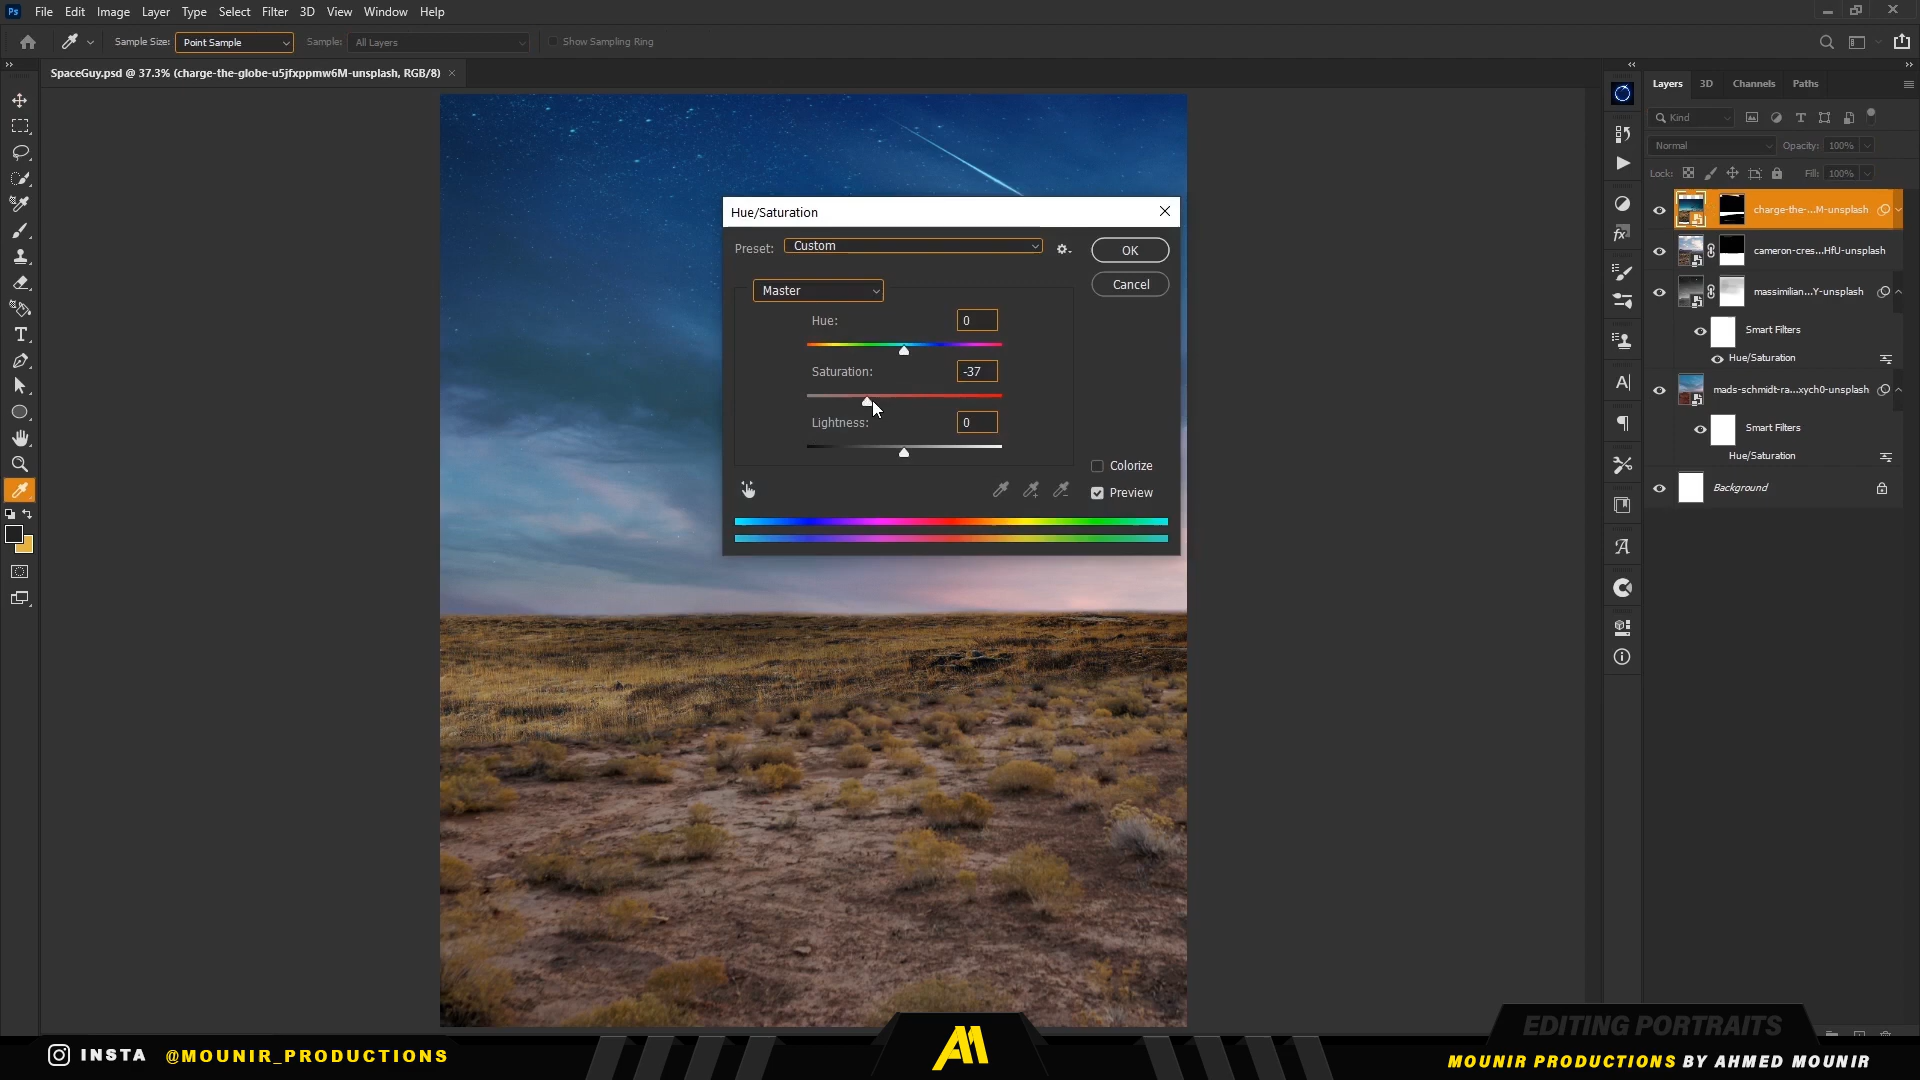 Ps File Edit Image Layer Type Select Filter 3D View Window Help
Sample Size: Point Sample Sample: All Layers Show Sampling Ring
SpaceGuy.psd @ 37.3% (charge-the-globe-u5jfxppmw6M-unsplash, RGB/8)
Layers 3D Channels Paths
Kind
Normal Opacity: 100%
Lock: Fill: 100%
charge-the-...M-unsplash
cameron-cres...HfU-unsplash
massimilian...Y-unsplash
Smart Filters
Hue/Saturation
mads-schmidt-ra...xych0-unsplash
Smart Filters
Hue/Saturation
Background
Hue/Saturation
Preset: Custom
OK
Master
Cancel
Hue: 0
Saturation: -37
Lightness: 0
Colorize
Preview
INSTA @MOUNIR_PRODUCTIONS
AM
EDITING PORTRAITS
MOUNIR PRODUCTIONS BY AHMED MOUNIR